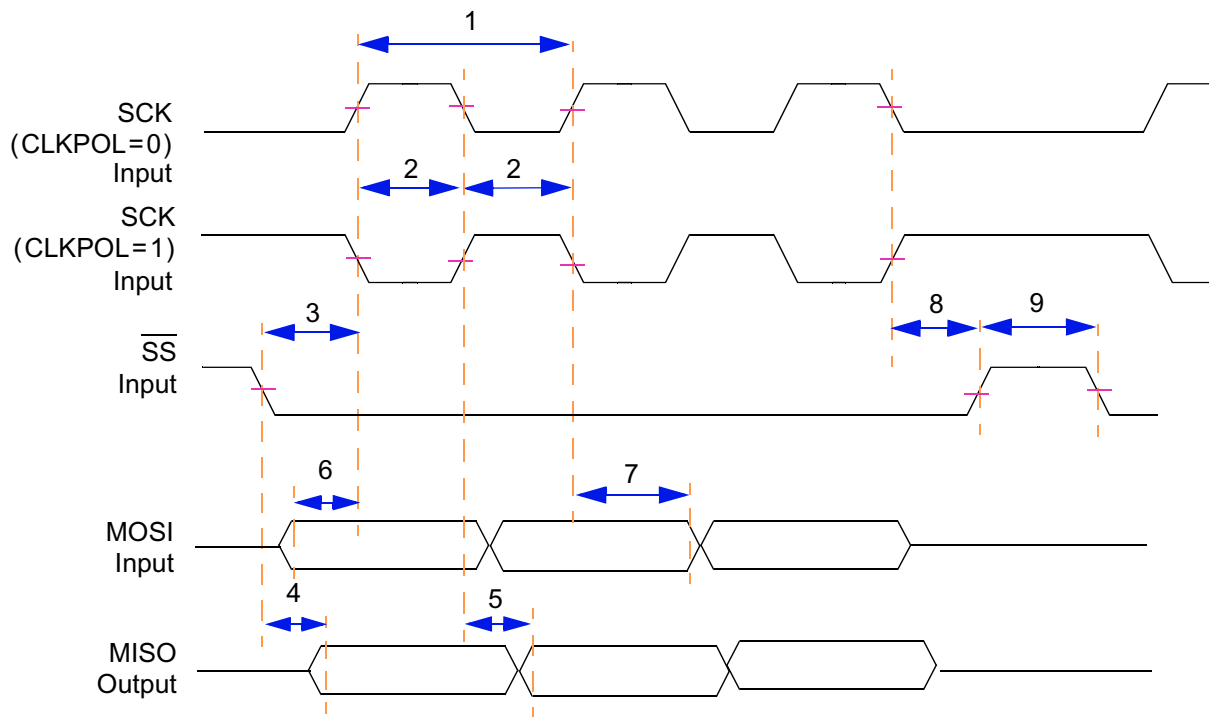 1
SCK
(CLKPOL=0)
Input
2 2
SCK
(CLKPOL=1)
Input
3
8 9
SS
Input
6
7
MOSI
Input
4
5
MISO
Output